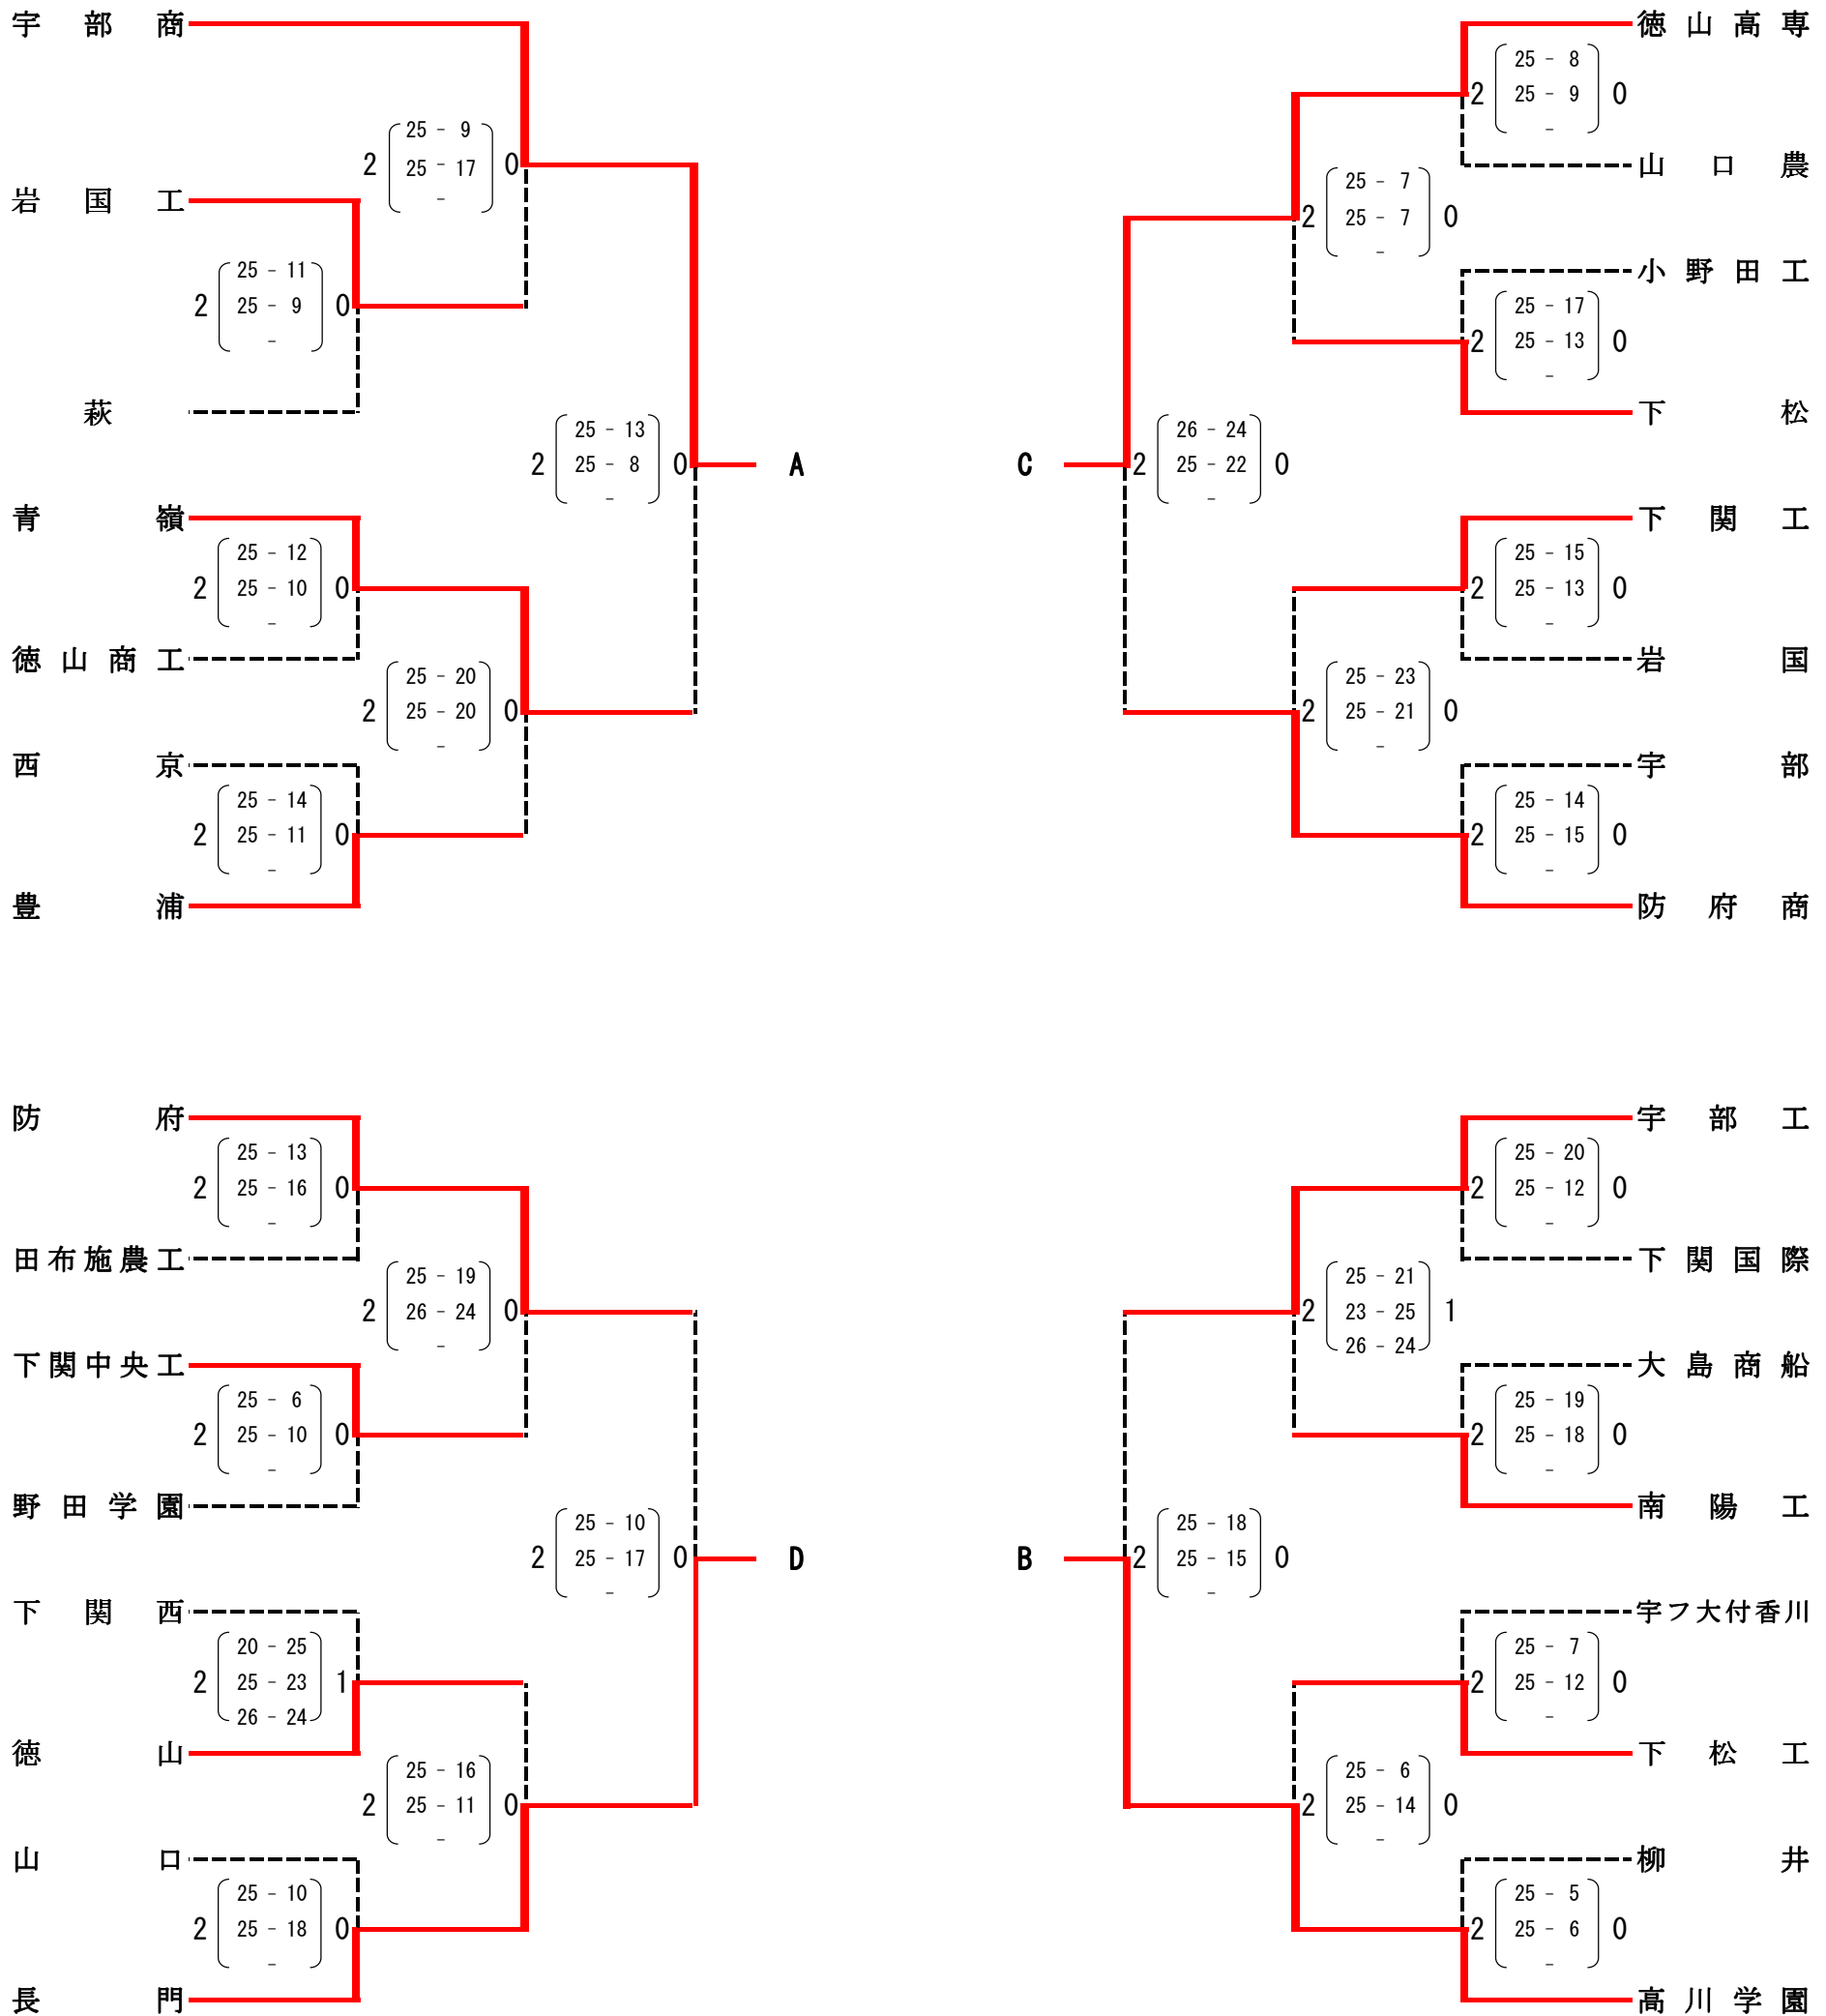 宇部商
2 25 - 9 0
25 - 17
-
岩国工
2 25 - 11 0
25 - 9
-
萩
2 25 - 13 0
25 - 8
-
A
青嶺
2 25 - 12 0
25 - 10
-
徳山商工
2 25 - 20 0
25 - 20
-
西京
2 25 - 14 0
25 - 11
-
豊浦
徳山高専
2 25 - 8 0
25 - 9
-
山口農
2 25 - 7 0
25 - 7
-
小野田工
2 25 - 17 0
25 - 13
-
下松
C
2 26 - 24 0
25 - 22
-
下関工
2 25 - 15 0
25 - 13
-
岩国
2 25 - 23 0
25 - 21
-
宇部
2 25 - 14 0
25 - 15
-
防府商
防府
2 25 - 13 0
25 - 16
-
田布施農工
2 25 - 19 0
26 - 24
-
下関中央工
2 25 - 6 0
25 - 10
-
野田学園
2 25 - 10 0
25 - 17
-
D
下関西
2 20 - 25 1
25 - 23
26 - 24
徳山
2 25 - 16 0
25 - 11
-
山口
2 25 - 10 0
25 - 18
-
長門
宇部工
2 25 - 20 0
25 - 12
-
下関国際
2 25 - 21 1
23 - 25
26 - 24
大島商船
2 25 - 19 0
25 - 18
-
南陽工
B
2 25 - 18 0
25 - 15
-
宇フ大付香川
2 25 - 7 0
25 - 12
-
下松工
2 25 - 6 0
25 - 14
-
柳井
2 25 - 5 0
25 - 6
-
高川学園